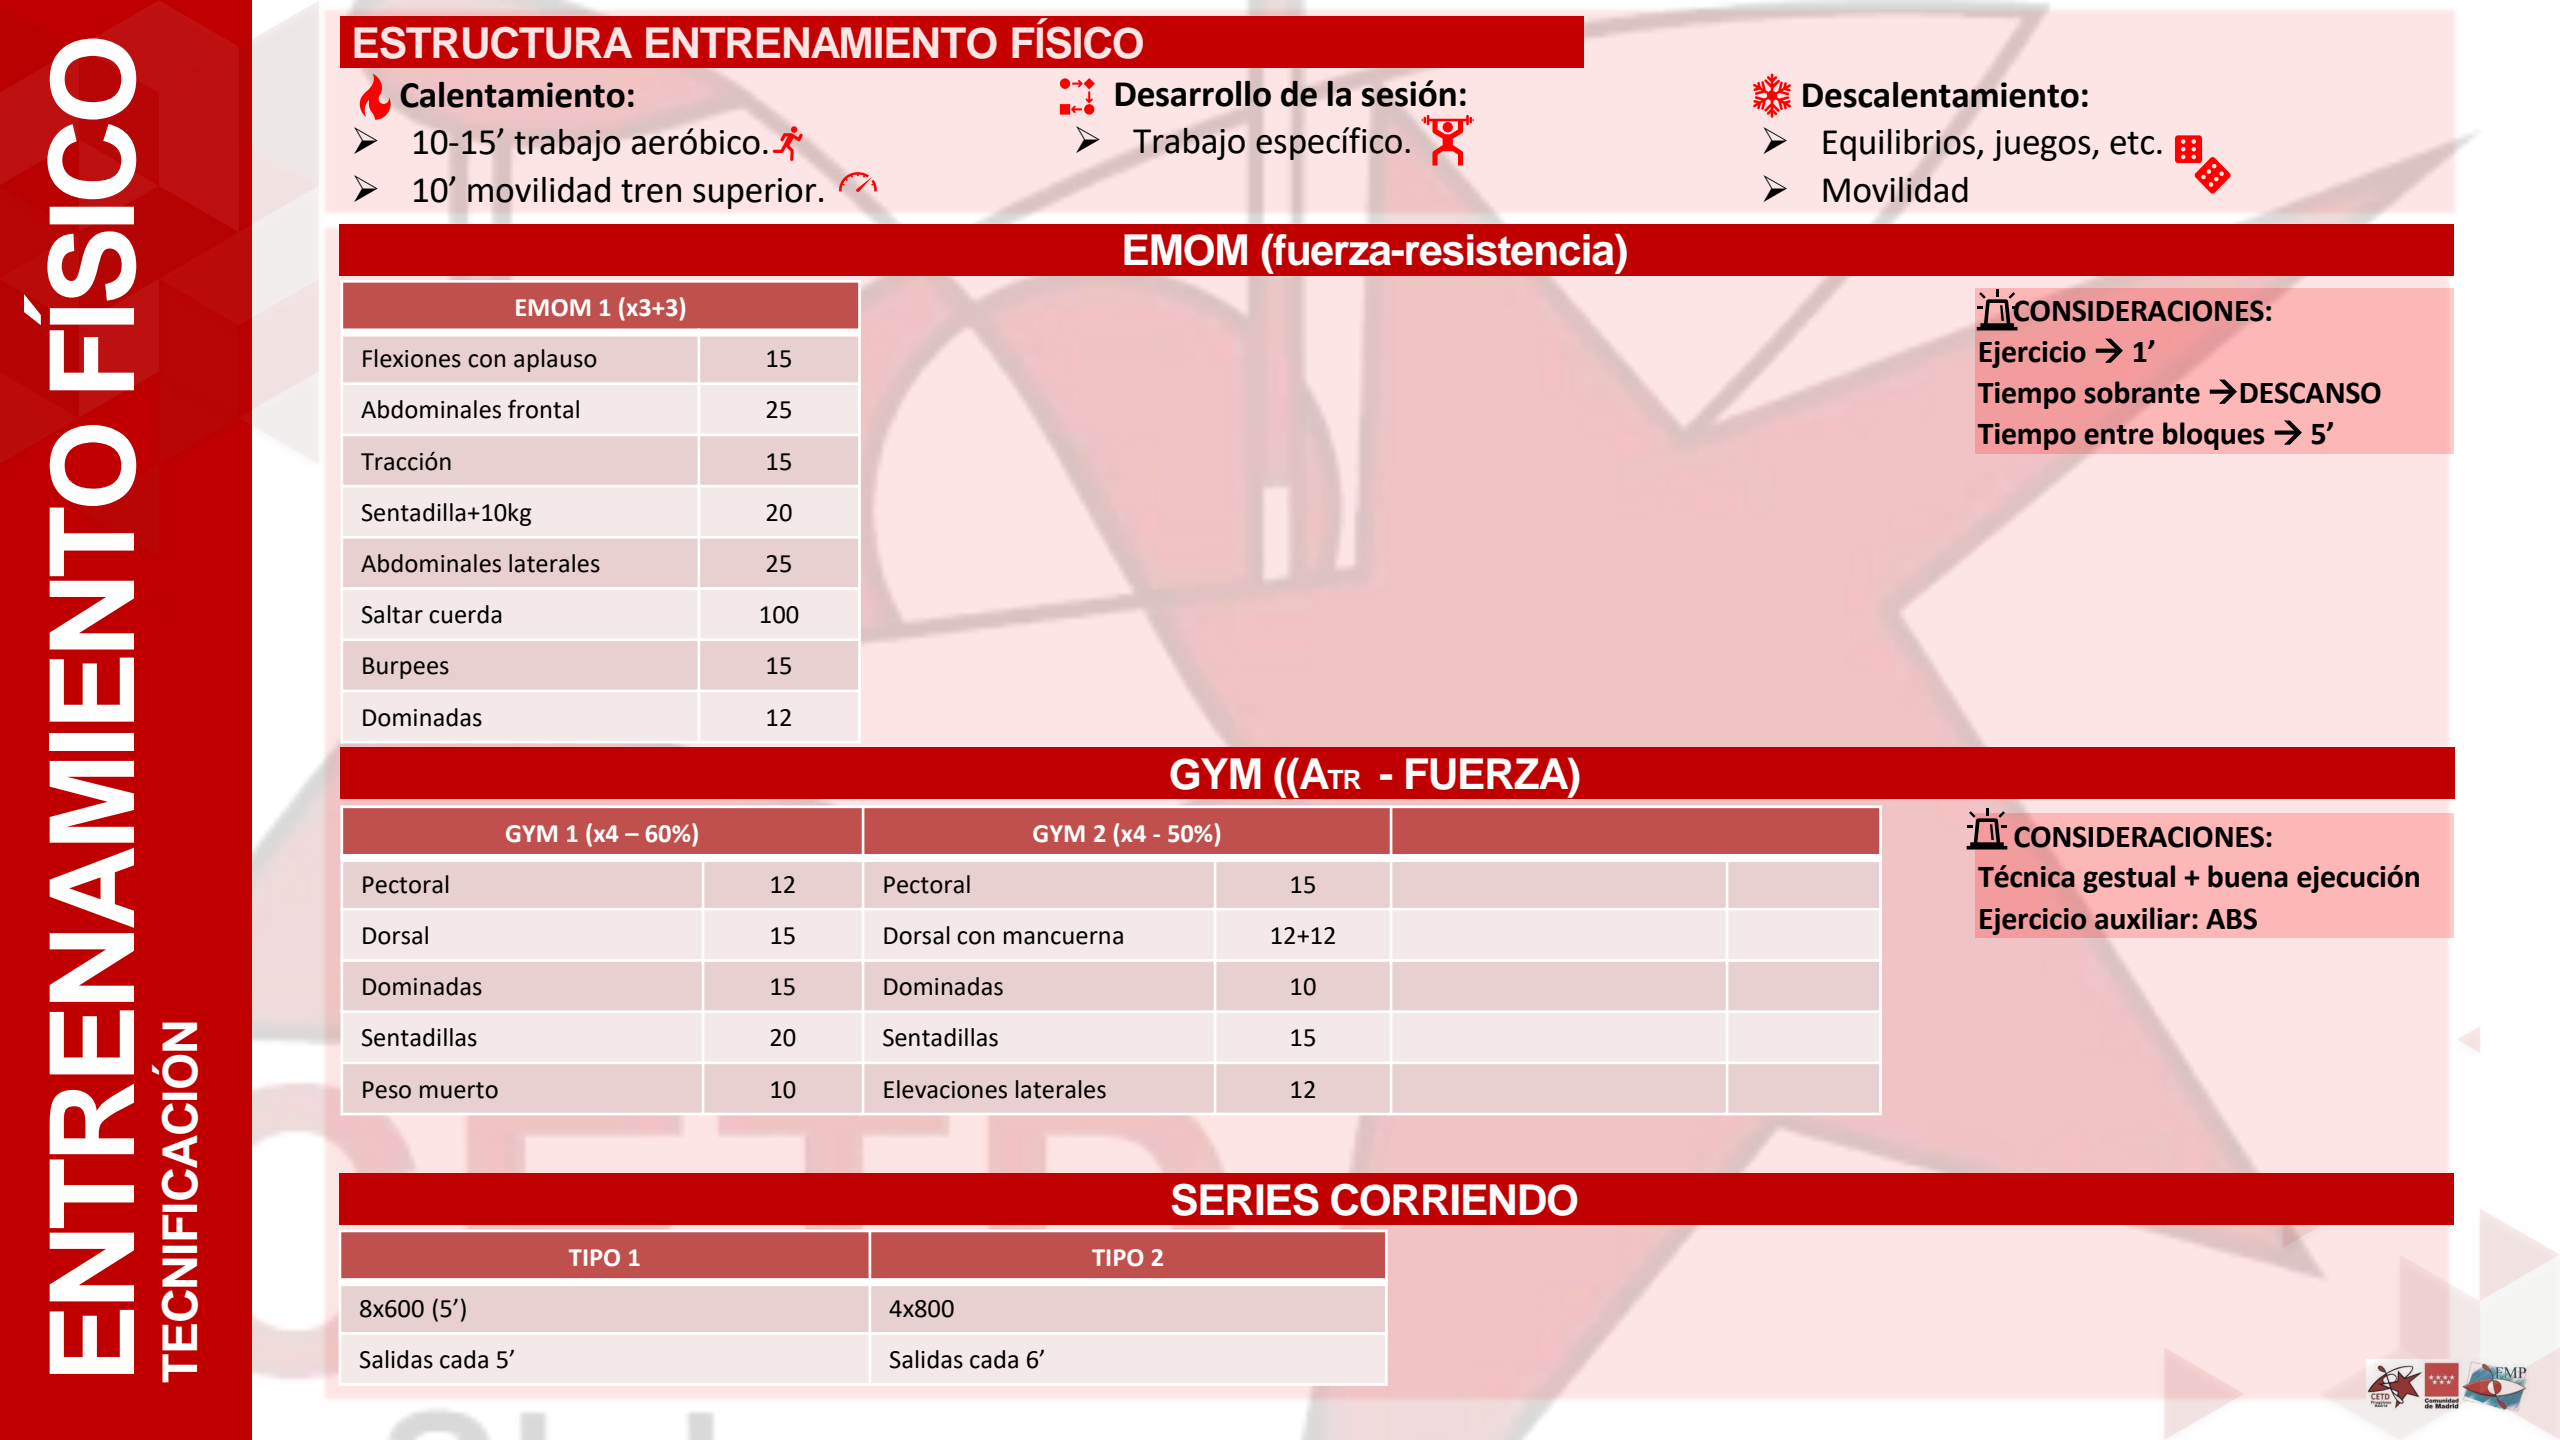 ENTRENAMIENTO FÍSICO
TECNIFICACIÓN
ESTRUCTURA ENTRENAMIENTO FÍSICO
Calentamiento:
➢ 10-15’ trabajo aeróbico.
➢ 10’ movilidad tren superior.
Desarrollo de la sesión:
➢ Trabajo específico.
Descalentamiento:
➢ Equilibrios, juegos, etc.
➢ Movilidad
EMOM (fuerza-resistencia)
EMOM 1 (x3+3)
Flexiones con aplauso 15
Abdominales frontal 25
Tracción 15
Sentadilla+10kg 20
Abdominales laterales 25
Saltar cuerda 100
Burpees 15
Dominadas 12
CONSIDERACIONES:
Ejercicio → 1’
Tiempo sobrante →DESCANSO
Tiempo entre bloques → 5’
GYM ((ATR - FUERZA)
GYM 1 (x4 – 60%) GYM 2 (x4 - 50%)
Pectoral 12 Pectoral 15
Dorsal 15 Dorsal con mancuerna 12+12
Dominadas 15 Dominadas 10
Sentadillas 20 Sentadillas 15
Peso muerto 10 Elevaciones laterales 12
CONSIDERACIONES:
Técnica gestual + buena ejecución
Ejercicio auxiliar: ABS
SERIES CORRIENDO
TIPO 1 TIPO 2
8x600 (5’) 4x800
Salidas cada 5’ Salidas cada 6’
CETD
Comunidad
de Madrid
FMP